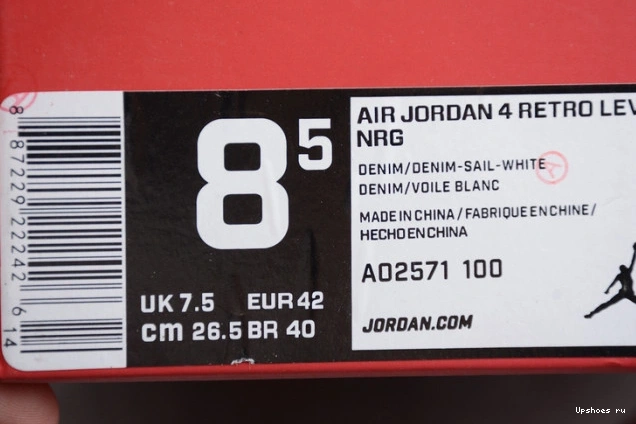 8 5
UK 7.5 EUR 42
cm 26.5 BR 40
AIR JORDAN 4 RETRO LEV
NRG
DENIM/DENIM-SAIL-WHITE
DENIM/VOILE BLANC
MADE IN CHINA / FABRIQUE EN CHINE /
HECHO EN CHINA
AO2571 100
JORDAN.COM
8 87229 22242 6 14
Upshoes ru